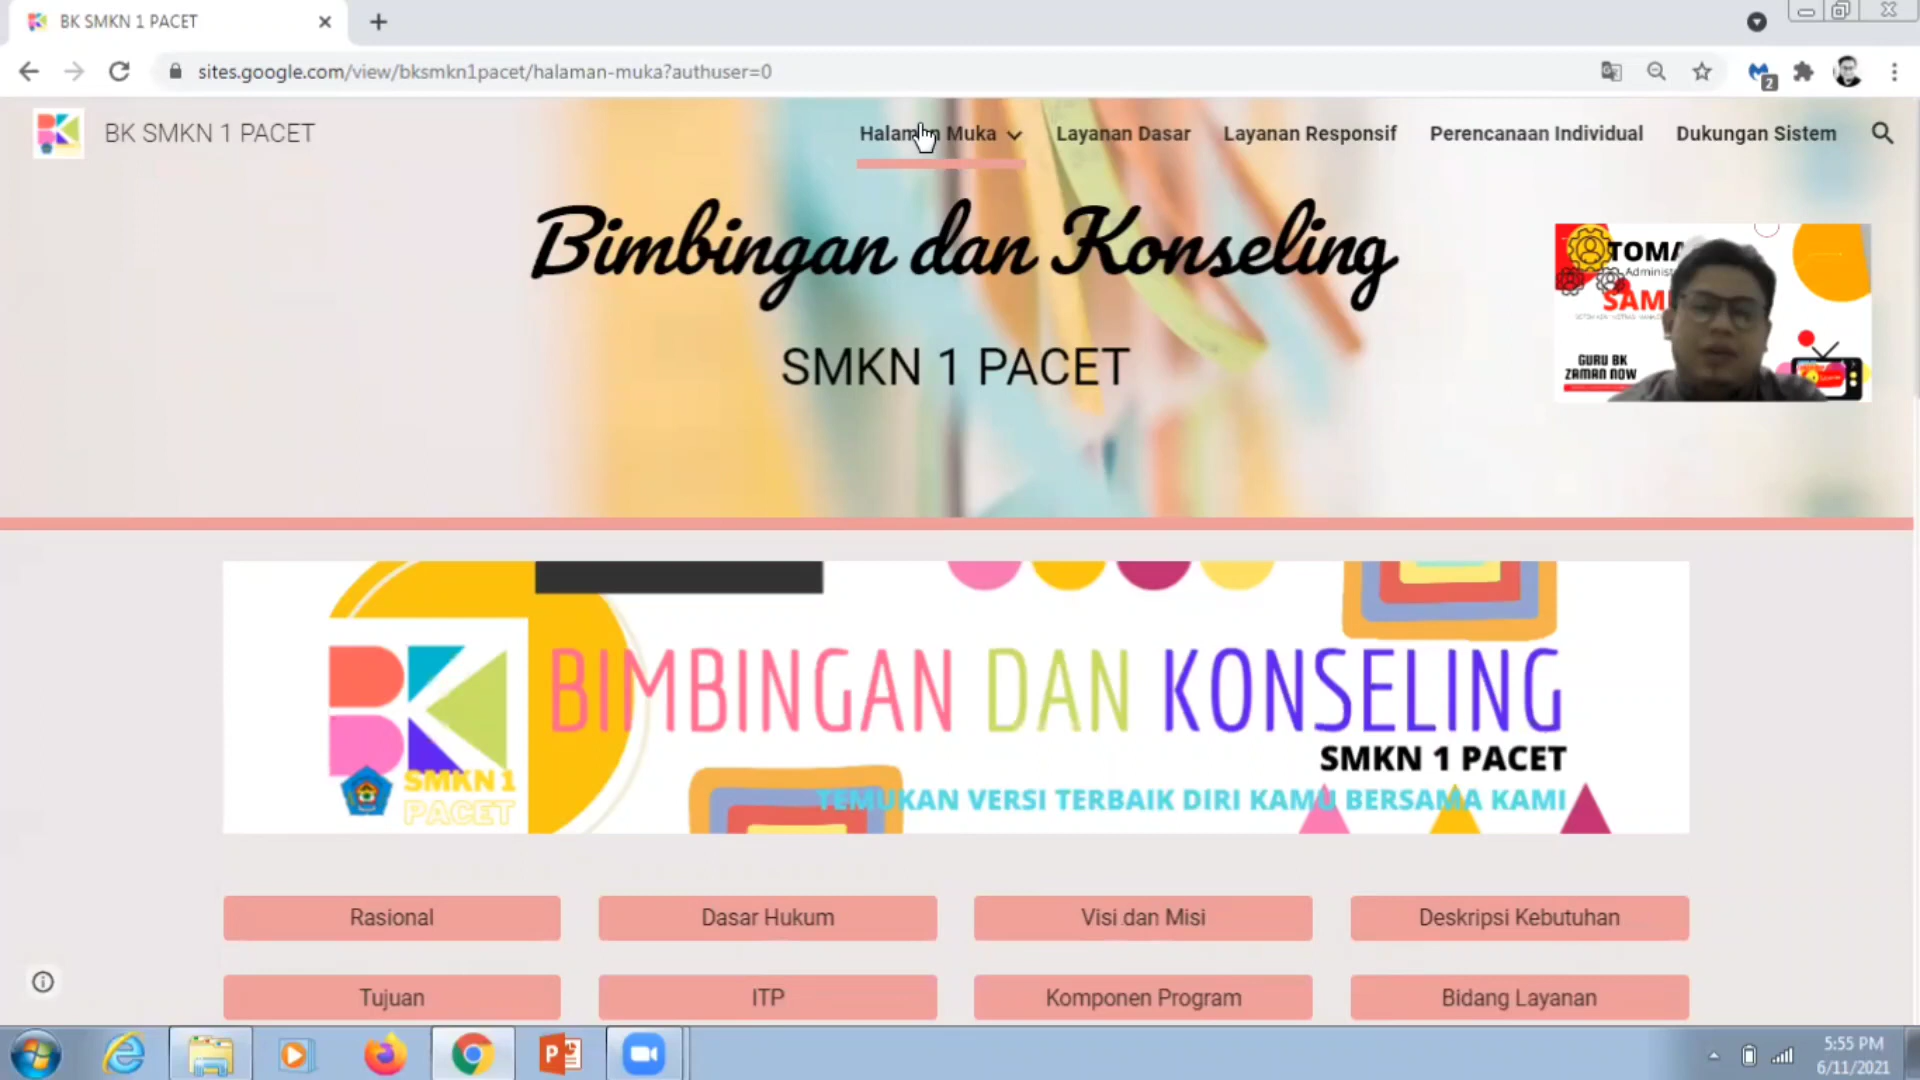 BK SMKN 1 PACET
sites.google.com/view/bksmkn1pacet/halaman-muka?authuser=0
2
BK SMKN 1 PACET
Halaman Muka
Layanan Dasar
Layanan Responsif
Perencanaan Individual
Dukungan Sistem
Bimbingan dan Konseling
SMKN 1 PACET
GURU BK
ZAMAN NOW
BIMBINGAN DAN KONSELING
SMKN 1 PACET
SMKN 1
PACET
TEMUKAN VERSI TERBAIK DIRI KAMU BERSAMA KAMI
Rasional
Dasar Hukum
Visi dan Misi
Deskripsi Kebutuhan
Tujuan
ITP
Komponen Program
Bidang Layanan
5:55 PM
6/11/2021